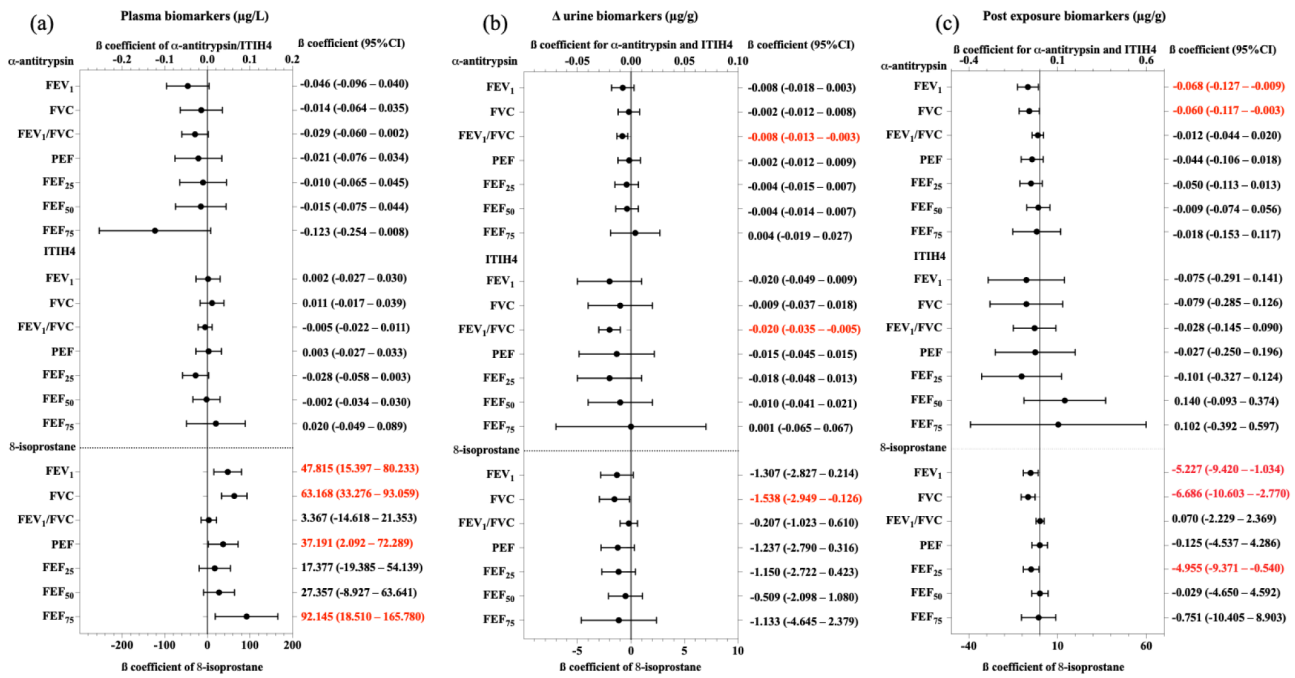 (a)
Plasma biomarkers (µg/L)
ß coefficient of α-antitrypsin/ITIH4
ß coefficient (95%CI)
-0.2 -0.1 0.0 0.1 0.2
α-antitrypsin
FEV1 -0.046 (-0.096 – 0.040)
FVC -0.014 (-0.064 – 0.035)
FEV1/FVC -0.029 (-0.060 – 0.002)
PEF -0.021 (-0.076 – 0.034)
FEF25 -0.010 (-0.065 – 0.045)
FEF50 -0.015 (-0.075 – 0.044)
FEF75 -0.123 (-0.254 – 0.008)
ITIH4
FEV1 0.002 (-0.027 – 0.030)
FVC 0.011 (-0.017 – 0.039)
FEV1/FVC -0.005 (-0.022 – 0.011)
PEF 0.003 (-0.027 – 0.033)
FEF25 -0.028 (-0.058 – 0.003)
FEF50 -0.002 (-0.034 – 0.030)
FEF75 0.020 (-0.049 – 0.089)
8-isoprostane
FEV1 47.815 (15.397 – 80.233)
FVC 63.168 (33.276 – 93.059)
FEV1/FVC 3.367 (-14.618 – 21.353)
PEF 37.191 (2.092 – 72.289)
FEF25 17.377 (-19.385 – 54.139)
FEF50 27.357 (-8.927 – 63.641)
FEF75 92.145 (18.510 – 165.780)
-200 -100 0 100 200
ß coefficient of 8-isoprostane
(b)
Δ urine biomarkers (µg/g)
ß coefficient for α-antitrypsin and ITIH4
ß coefficient (95%CI)
-0.05 0.00 0.05 0.10
α-antitrypsin
FEV1 -0.008 (-0.018 – 0.003)
FVC -0.002 (-0.012 – 0.008)
FEV1/FVC -0.008 (-0.013 – -0.003)
PEF -0.002 (-0.012 – 0.009)
FEF25 -0.004 (-0.015 – 0.007)
FEF50 -0.004 (-0.014 – 0.007)
FEF75 0.004 (-0.019 – 0.027)
ITIH4
FEV1 -0.020 (-0.049 – 0.009)
FVC -0.009 (-0.037 – 0.018)
FEV1/FVC -0.020 (-0.035 – -0.005)
PEF -0.015 (-0.045 – 0.015)
FEF25 -0.018 (-0.048 – 0.013)
FEF50 -0.010 (-0.041 – 0.021)
FEF75 0.001 (-0.065 – 0.067)
8-isoprostane
FEV1 -1.307 (-2.827 – 0.214)
FVC -1.538 (-2.949 – -0.126)
FEV1/FVC -0.207 (-1.023 – 0.610)
PEF -1.237 (-2.790 – 0.316)
FEF25 -1.150 (-2.722 – 0.423)
FEF50 -0.509 (-2.098 – 1.080)
FEF75 -1.133 (-4.645 – 2.379)
-5 0 5 10
ß coefficient of 8-isoprostane
(c)
Post exposure biomarkers (µg/g)
ß coefficient for α-antitrypsin and ITIH4
ß coefficient (95%CI)
-0.4 0.1 0.6
α-antitrypsin
FEV1 -0.068 (-0.127 – -0.009)
FVC -0.060 (-0.117 – -0.003)
FEV1/FVC -0.012 (-0.044 – 0.020)
PEF -0.044 (-0.106 – 0.018)
FEF25 -0.050 (-0.113 – 0.013)
FEF50 -0.009 (-0.074 – 0.056)
FEF75 -0.018 (-0.153 – 0.117)
ITIH4
FEV1 -0.075 (-0.291 – 0.141)
FVC -0.079 (-0.285 – 0.126)
FEV1/FVC -0.028 (-0.145 – 0.090)
PEF -0.027 (-0.250 – 0.196)
FEF25 -0.101 (-0.327 – 0.124)
FEF50 0.140 (-0.093 – 0.374)
FEF75 0.102 (-0.392 – 0.597)
8-isoprostane
FEV1 -5.227 (-9.420 – -1.034)
FVC -6.686 (-10.603 – -2.770)
FEV1/FVC 0.070 (-2.229 – 2.369)
PEF -0.125 (-4.537 – 4.286)
FEF25 -4.955 (-9.371 – -0.540)
FEF50 -0.029 (-4.650 – 4.592)
FEF75 -0.751 (-10.405 – 8.903)
-40 10 60
ß coefficient of 8-isoprostane